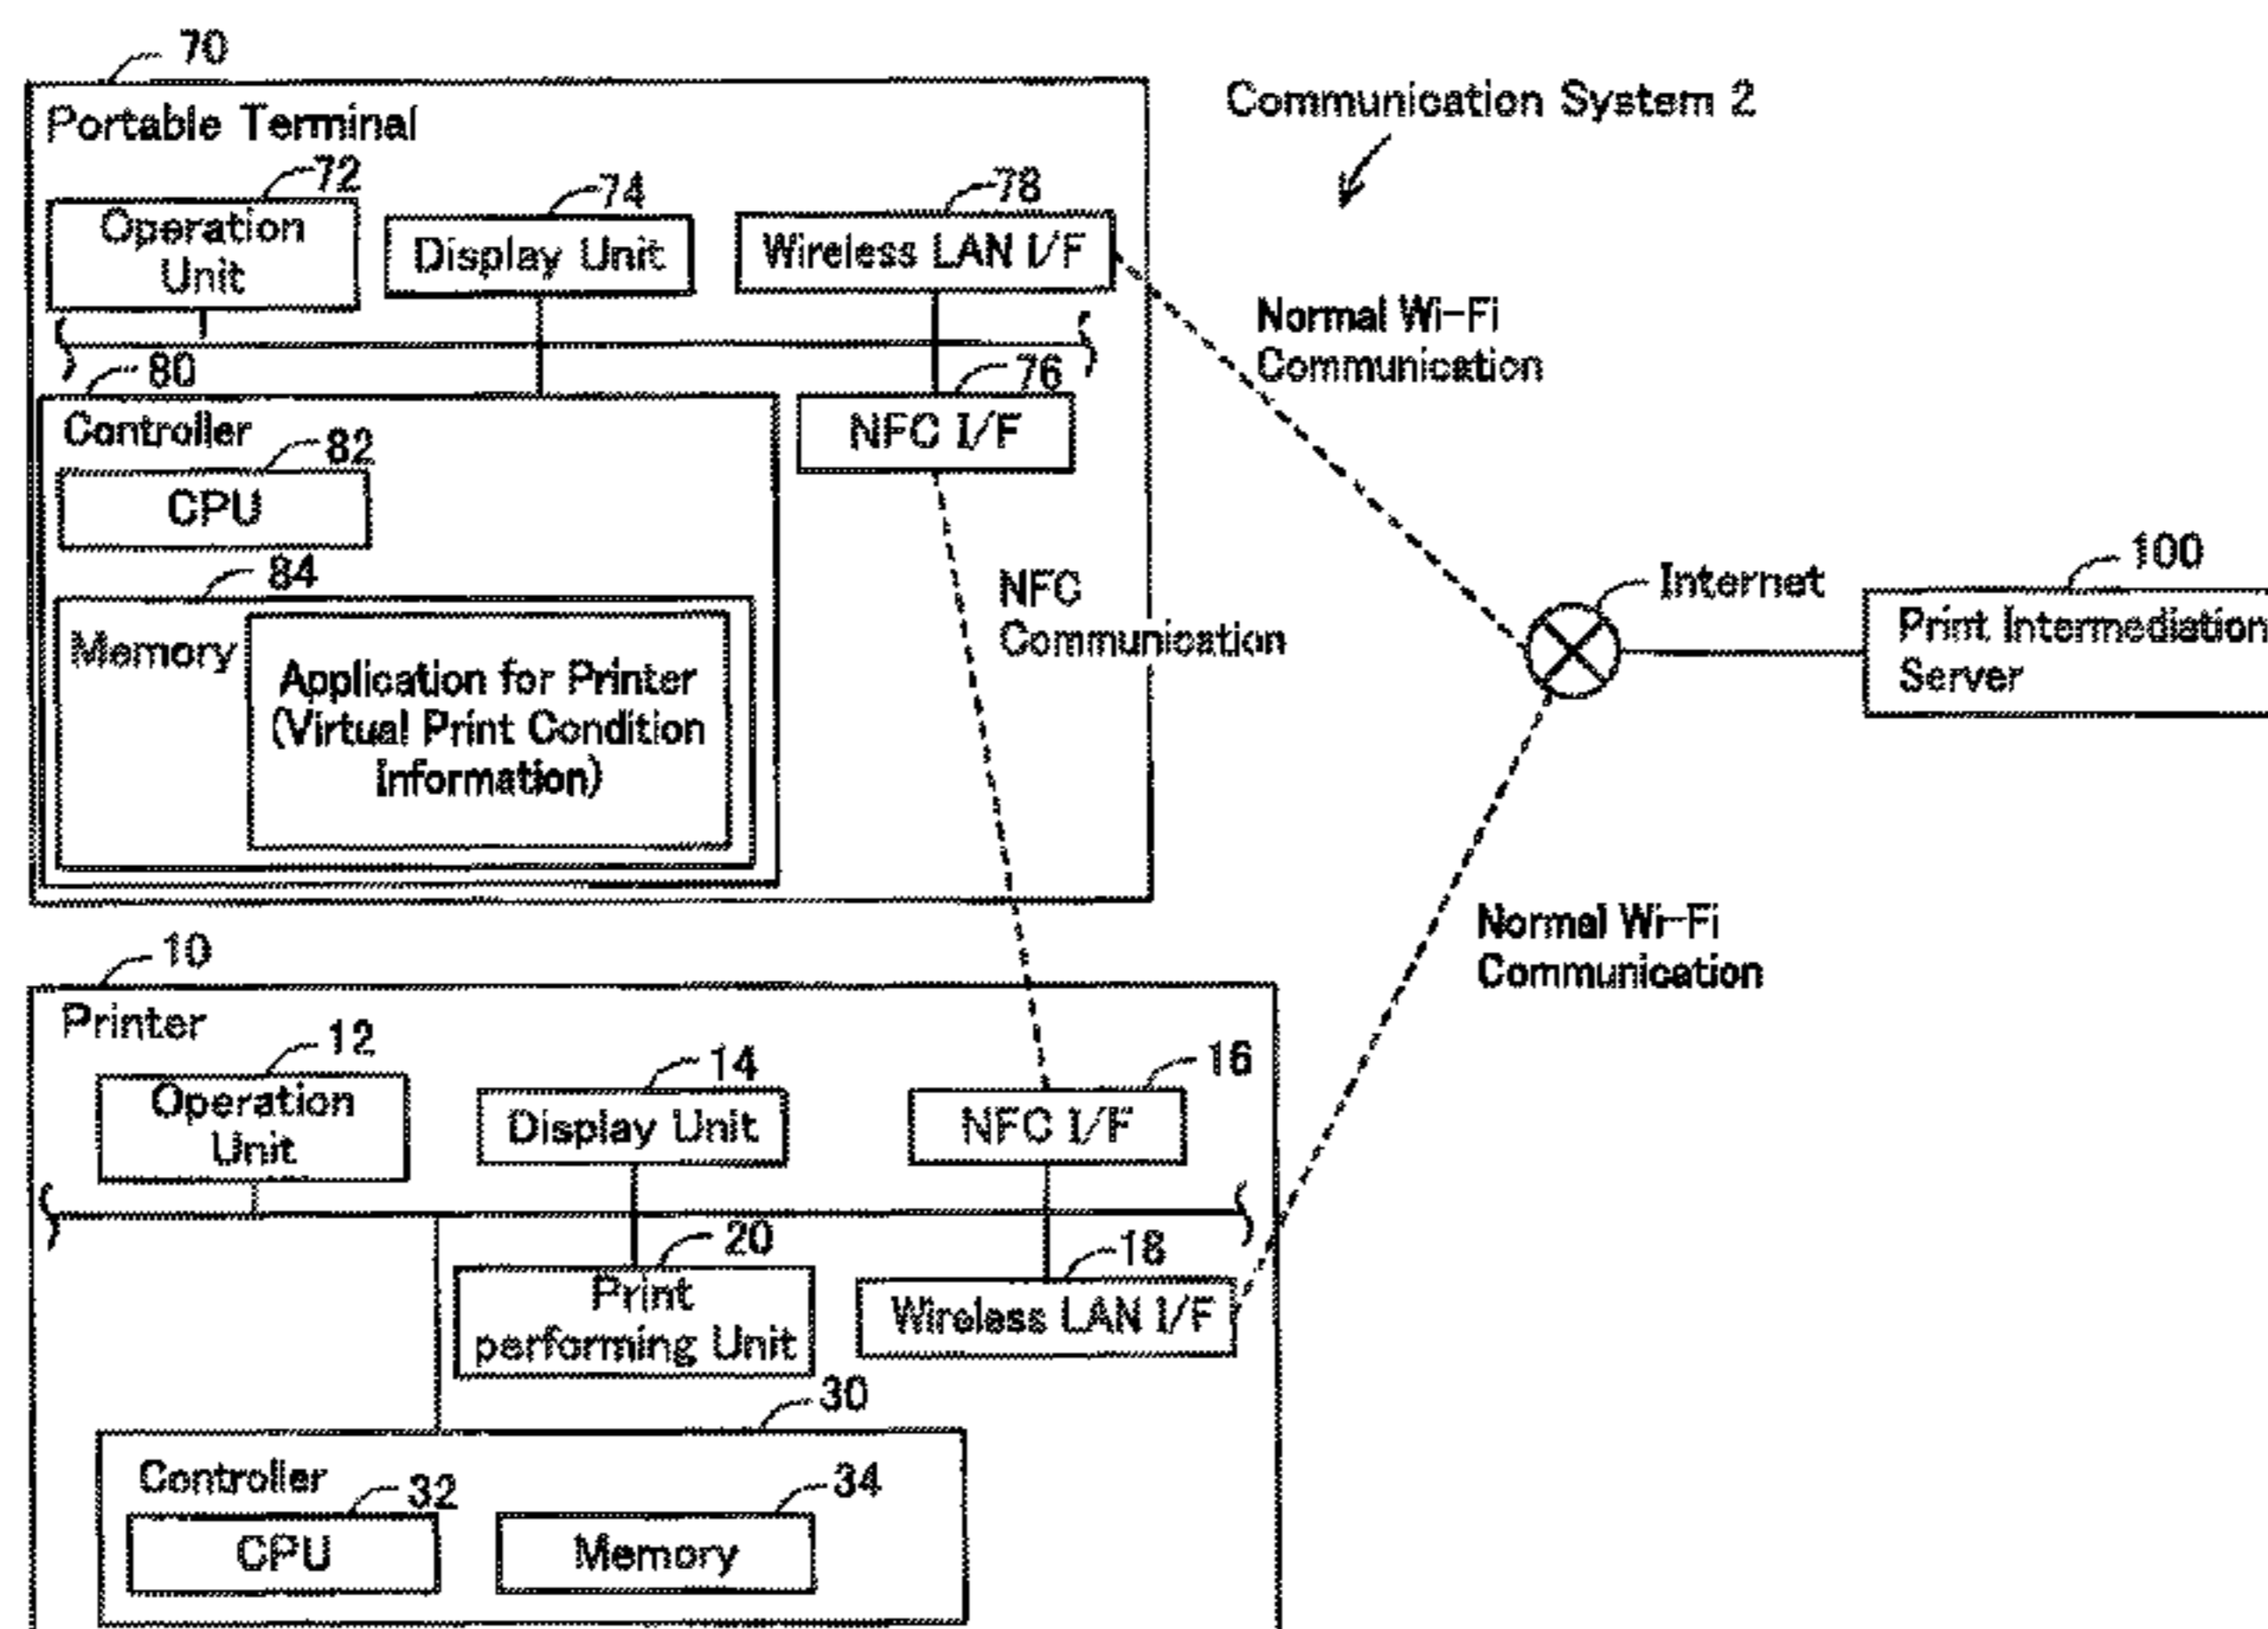 70
Communication System 2
Portable Terminal
72
74
78
Operation
Unit
Display Unit
Wireless LAN I/F
Normal Wi-Fi
Communication
80
76
Controller
NFC I/F
82
CPU
84
NFC
Communication
Internet
100
Print Intermediation
Server
Memory
Application for Printer
(Virtual Print Condition
Information)
Normal Wi-Fi
Communication
10
Printer
12
14
16
Operation
Unit
Display Unit
NFC I/F
20
18
Print
performing Unit
Wireless LAN I/F
30
Controller
32
34
CPU
Memory